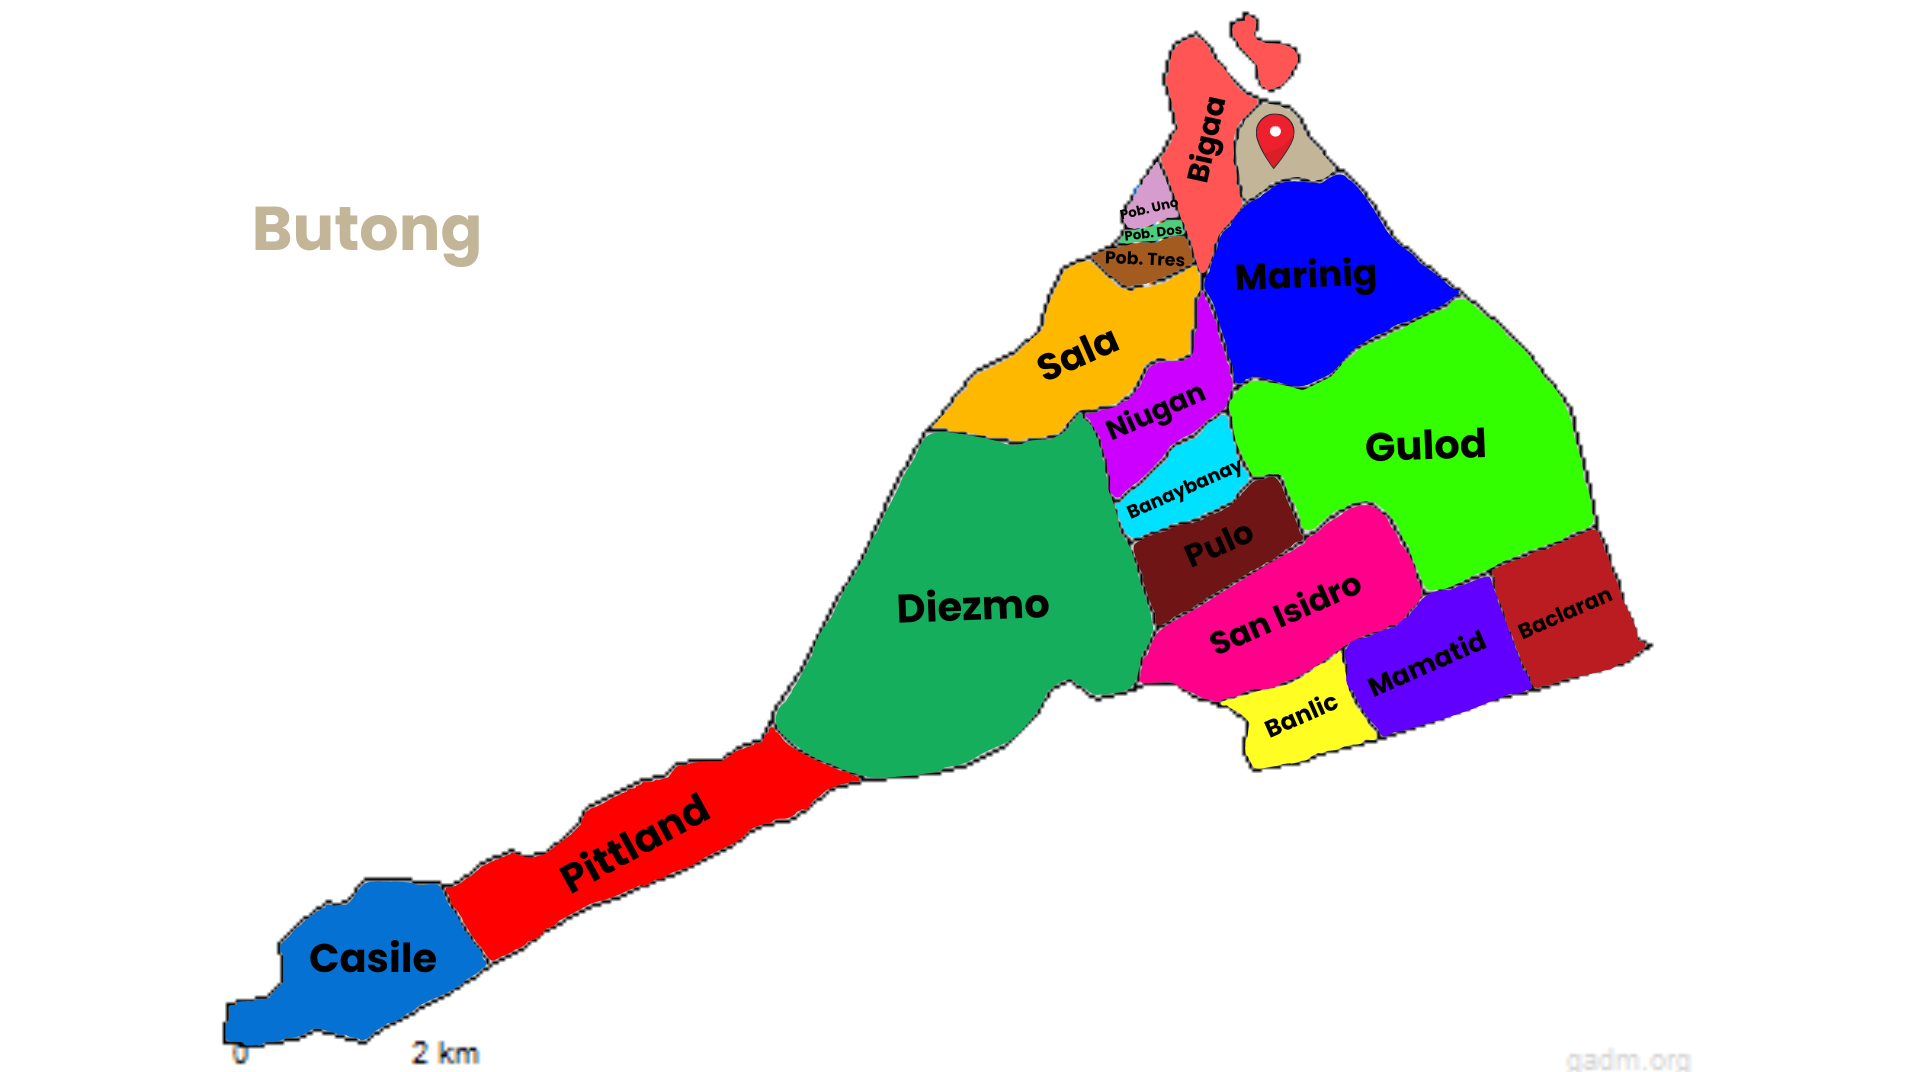 Butong
Bigaa
Pob. Uno
Pob. Dos
Pob. Tres
Marinig
Sala
Niugan
Gulod
Banaybanay
Pulo
Diezmo
San Isidro
Baclaran
Mamatid
Banlic
Pittland
Casile
0 2 km
gadm.org